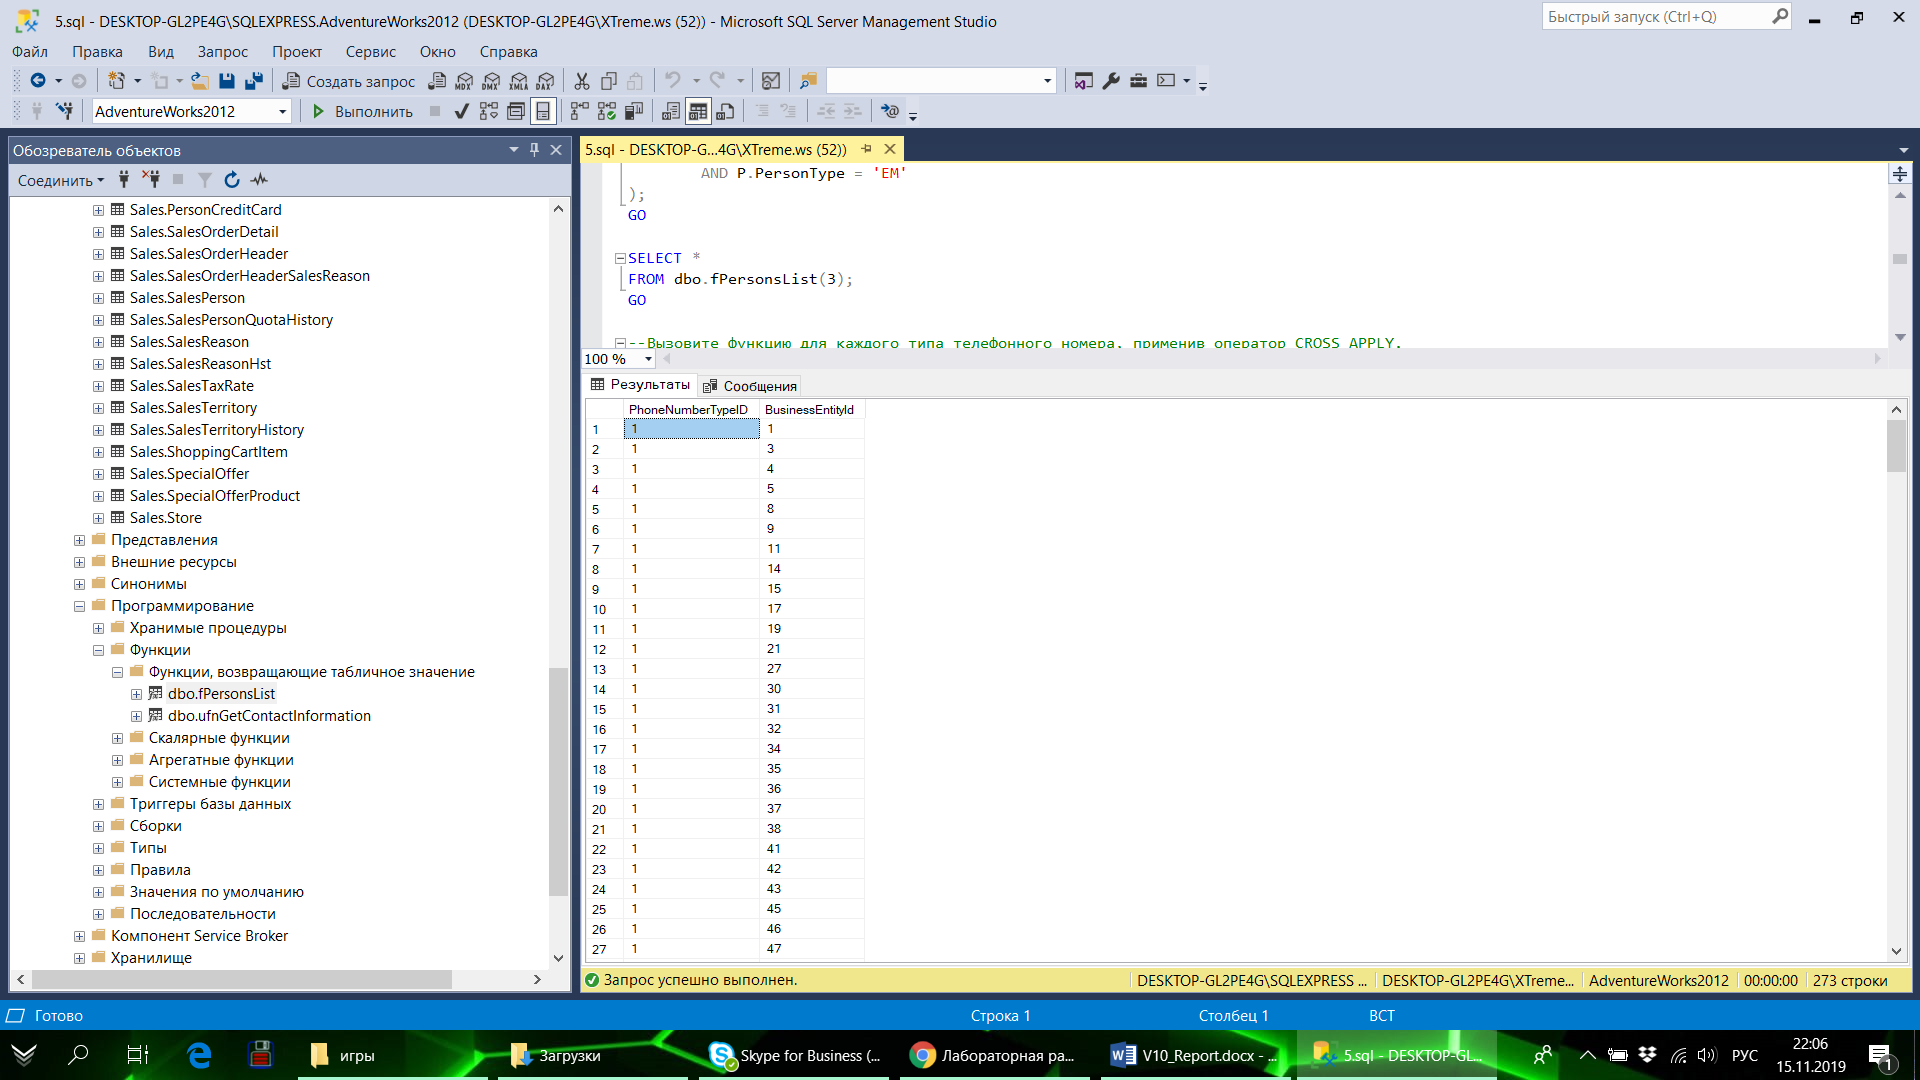 5.sql - DESKTOP-GL2PE4G\SQLEXPRESS.AdventureWorks2012 (DESKTOP-GL2PE4G\XTreme.ws (52)) - Microsoft SQL Server Management Studio
Быстрый запуск (Ctrl+Q)
Файл Правка Вид Запрос Проект Сервис Окно Справка
Создать запрос MDX DMX XMLA DAX
AdventureWorks2012 Выполнить
Обозреватель объектов
Соединить
Sales.PersonCreditCard
Sales.SalesOrderDetail
Sales.SalesOrderHeader
Sales.SalesOrderHeaderSalesReason
Sales.SalesPerson
Sales.SalesPersonQuotaHistory
Sales.SalesReason
Sales.SalesReasonHst
Sales.SalesTaxRate
Sales.SalesTerritory
Sales.SalesTerritoryHistory
Sales.ShoppingCartItem
Sales.SpecialOffer
Sales.SpecialOfferProduct
Sales.Store
Представления
Внешние ресурсы
Синонимы
Программирование
Хранимые процедуры
Функции
Функции, возвращающие табличное значение
dbo.fPersonsList
dbo.ufnGetContactInformation
Скалярные функции
Агрегатные функции
Системные функции
Триггеры базы данных
Сборки
Типы
Правила
Значения по умолчанию
Последовательности
Компонент Service Broker
Хранилище
5.sql - DESKTOP-G...4G\XTreme.ws (52))
AND P.PersonType = 'EM'
);
GO
SELECT *
FROM dbo.fPersonsList(3);
GO
--Вызовите функцию для каждого типа телефонного номера, применив оператор CROSS APPLY.
100 %
Результаты Сообщения
PhoneNumberTypeID BusinessEntityId
1 1 1
2 1 3
3 1 4
4 1 5
5 1 8
6 1 9
7 1 11
8 1 14
9 1 15
10 1 17
11 1 19
12 1 21
13 1 27
14 1 30
15 1 31
16 1 32
17 1 34
18 1 35
19 1 36
20 1 37
21 1 38
22 1 41
23 1 42
24 1 43
25 1 45
26 1 46
27 1 47
Запрос успешно выполнен. DESKTOP-GL2PE4G\SQLEXPRESS ... DESKTOP-GL2PE4G\XTreme... AdventureWorks2012 00:00:00 273 строки
Готово Строка 1 Столбец 1 ВСТ
игры Загрузки Skype for Business (... Лабораторная ра... V10_Report.docx - ... 5.sql - DESKTOP-GL... РУС 22:06
15.11.2019 1